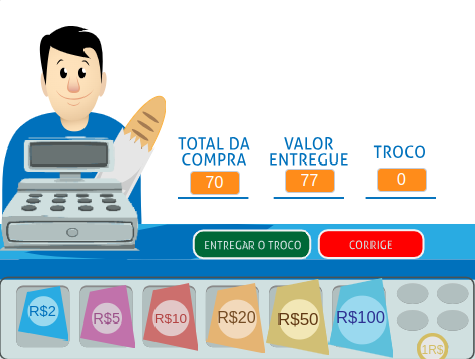 TOTAL DA
COMPRA
70
VALOR
ENTREGUE
77
TROCO
0
ENTREGAR O TROCO
CORRIGE
R$2
R$5
R$10
R$20
R$50
R$100
1R$